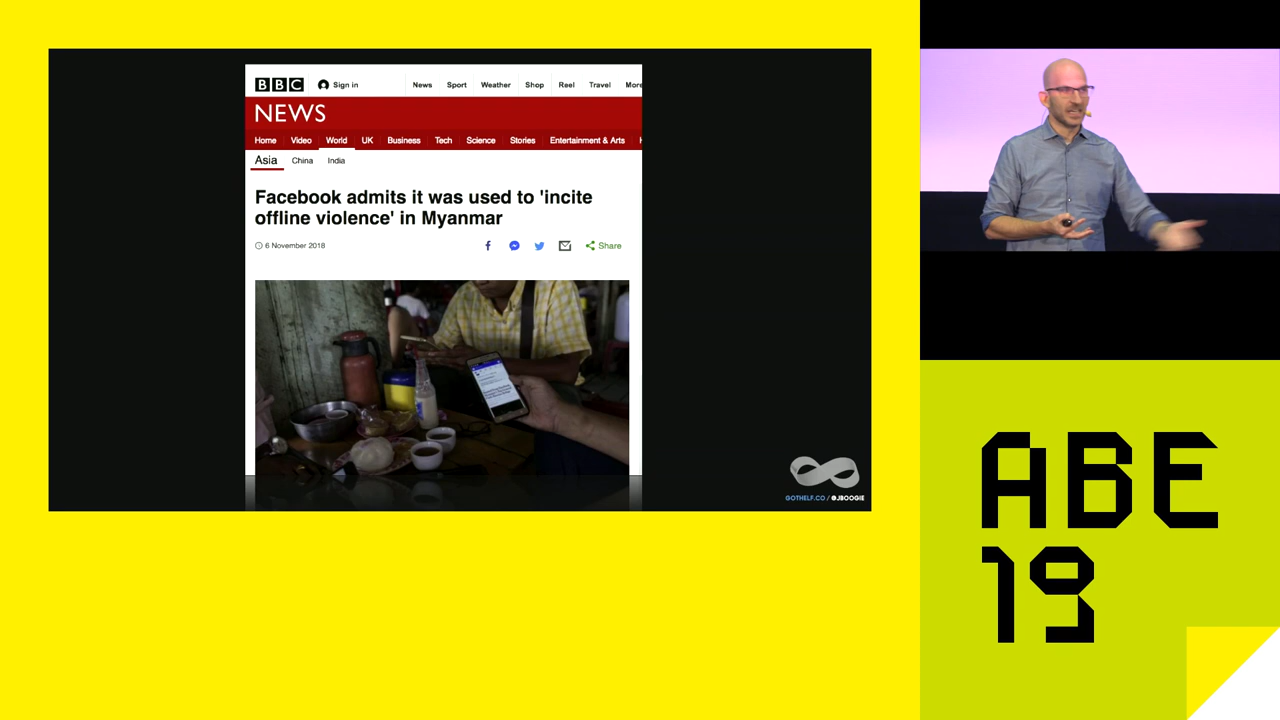 BBC
Sign in
News
Sport
Weather
Shop
Reel
Travel
More
NEWS
Home
Video
World
UK
Business
Tech
Science
Stories
Entertainment & Arts
Asia
China
India
Facebook admits it was used to 'incite
offline violence' in Myanmar
6 November 2018
Share
GOTHELF.CO / @JBOOGIE
ABE
19